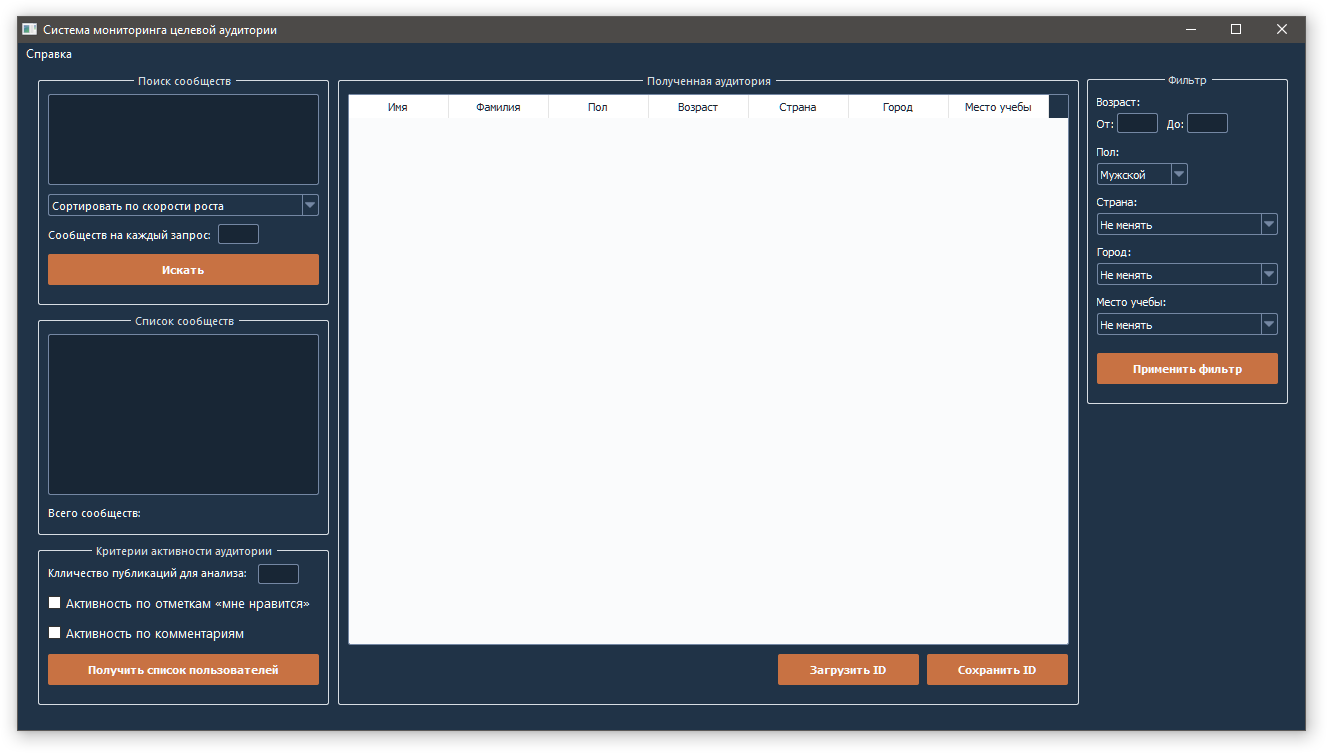 Система мониторинга целевой аудитории
Справка
Поиск сообществ
Сортировать по скорости роста
Сообществ на каждый запрос:
Искать
Список сообществ
Всего сообществ:
Критерии активности аудитории
Клличество публикаций для анализа:
Активность по отметкам «мне нравится»
Активность по комментариям
Получить список пользователей
Полученная аудитория
Имя Фамилия Пол Возраст Страна Город Место учебы
Загрузить ID Сохранить ID
Фильтр
Возраст:
От: До:
Пол:
Мужской
Страна:
Не менять
Город:
Не менять
Место учебы:
Не менять
Применить фильтр